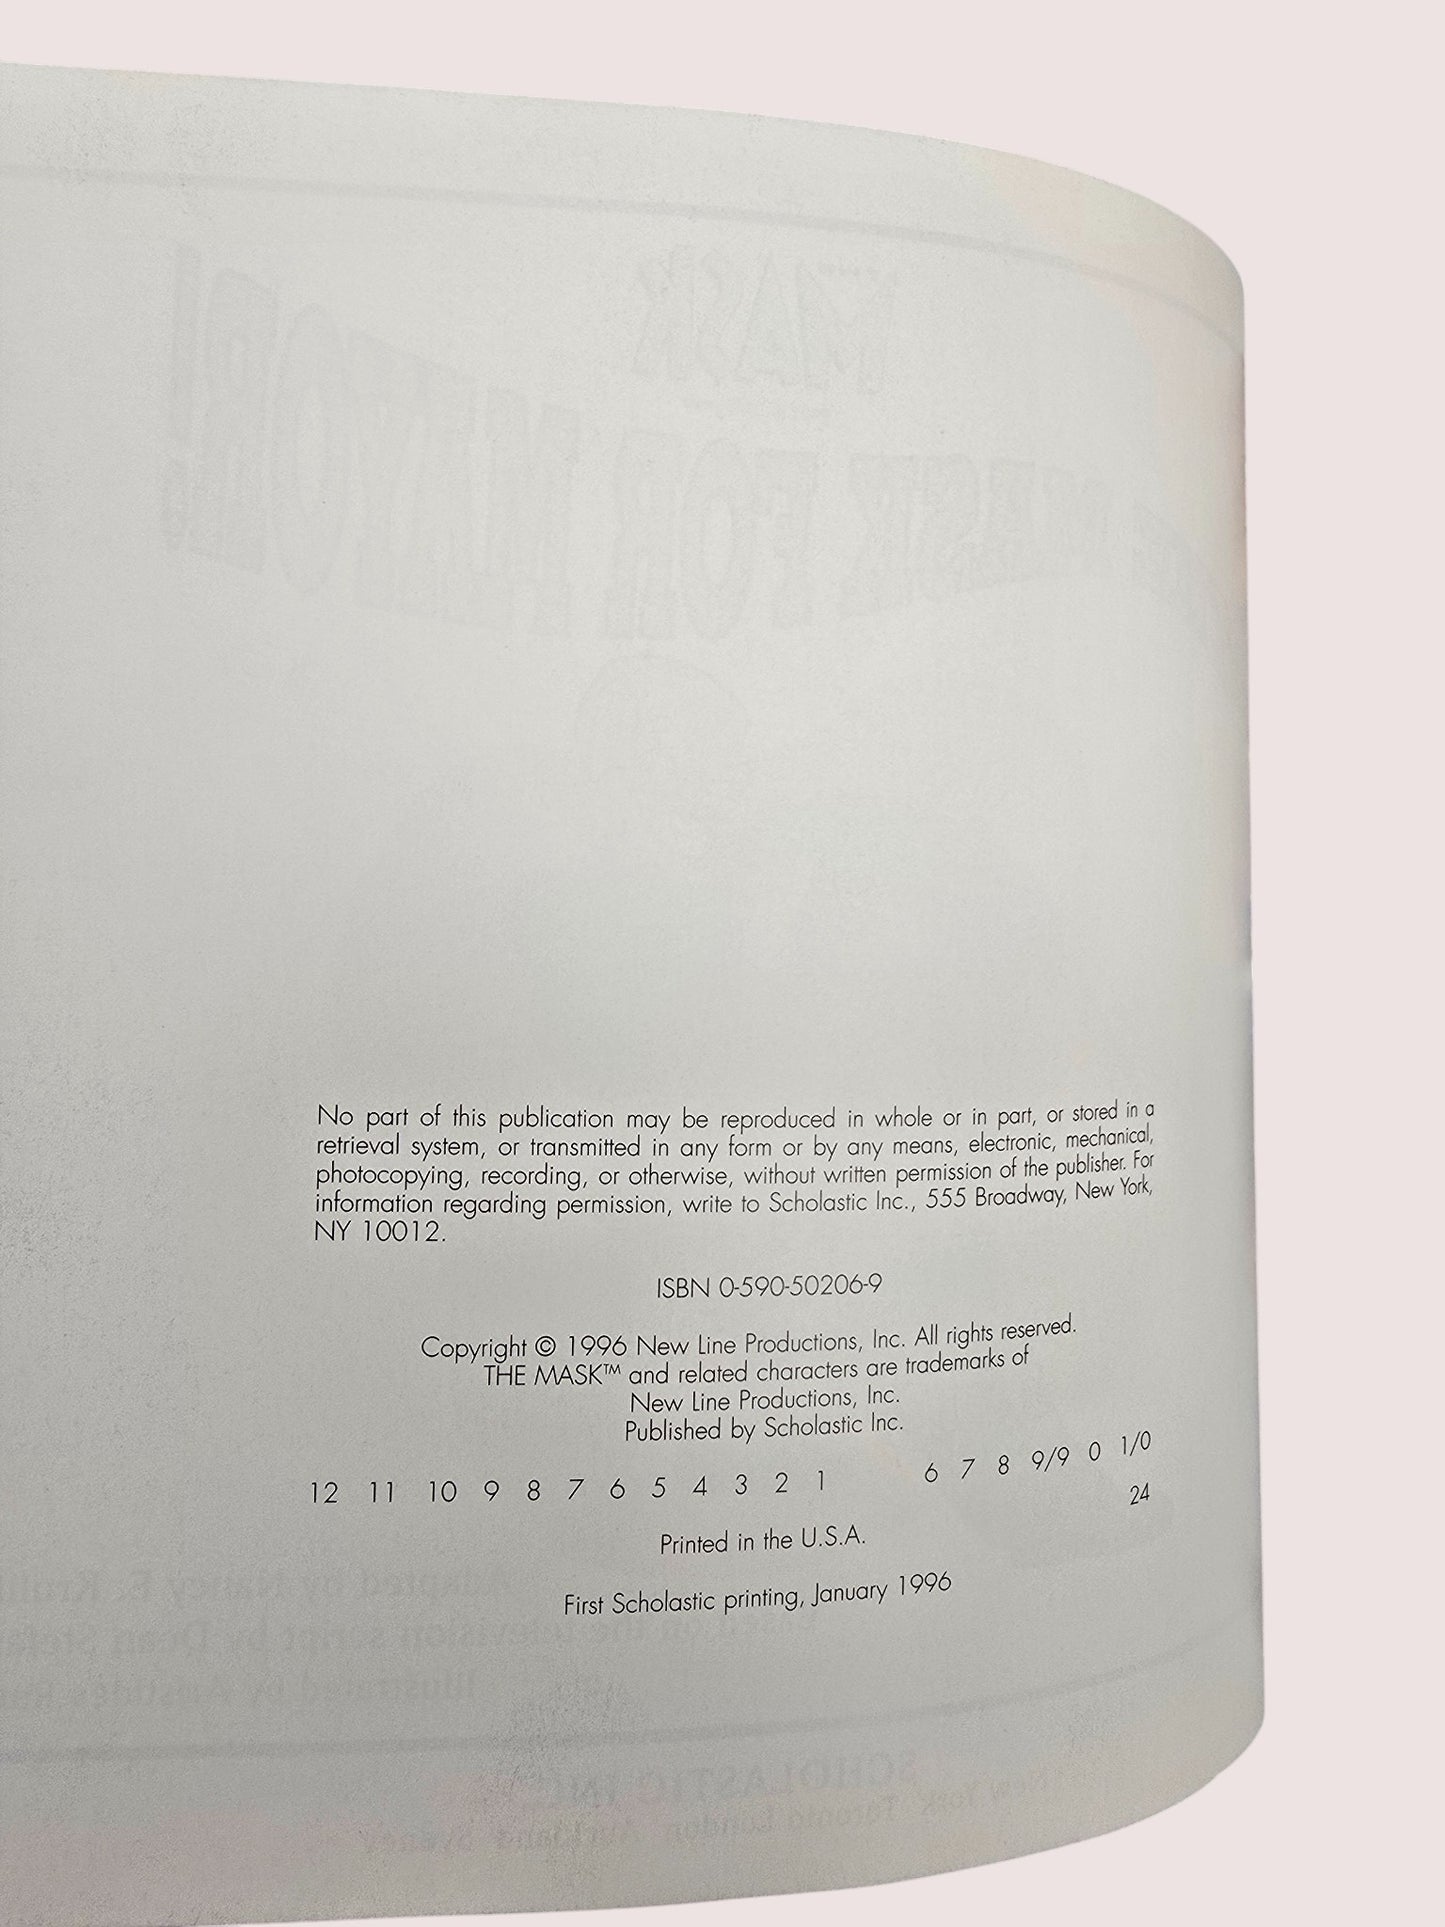 No part of this publication may be reproduced in whole or in part, or stored in a
retrieval system, or transmitted in any form or by any means, electronic, mechanical,
photocopying, recording, or otherwise, without written permission of the publisher. For
information regarding permission, write to Scholastic Inc., 555 Broadway, New York,
NY 10012.
ISBN 0-590-50206-9
Copyright © 1996 New Line Productions, Inc. All rights reserved.
THE MASK™ and related characters are trademarks of
New Line Productions, Inc.
Published by Scholastic Inc.
12 11 10 9 8 7 6 5 4 3 2 1 6 7 8 9/9 0 1/0
24
Printed in the U.S.A.
First Scholastic printing, January 1996